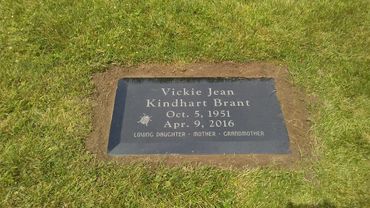 Vickie Jean
Kindhart Brant
Oct. 5, 1951
Apr. 9, 2016
LOVING DAUGHTER • MOTHER • GRANDMOTHER